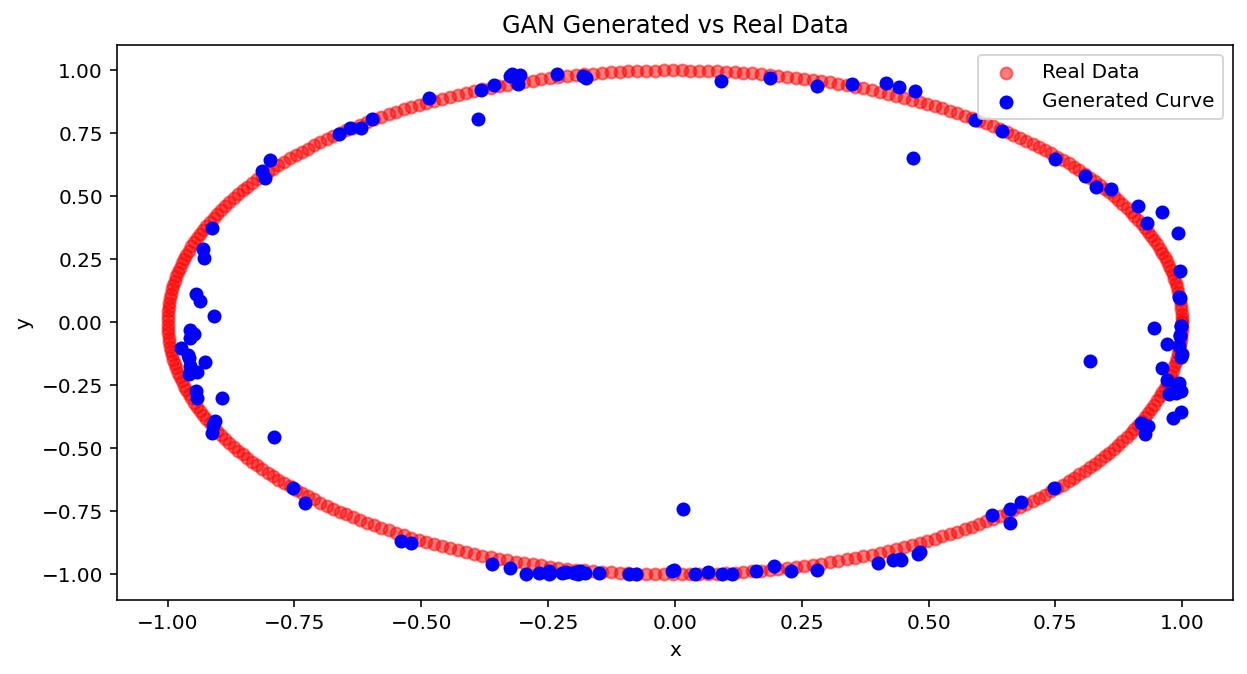 GAN Generated vs Real Data
Real Data
Generated Curve
1.00
0.75
0.50
0.25
0.00
−0.25
−0.50
−0.75
−1.00
y
−1.00 −0.75 −0.50 −0.25 0.00 0.25 0.50 0.75 1.00
x